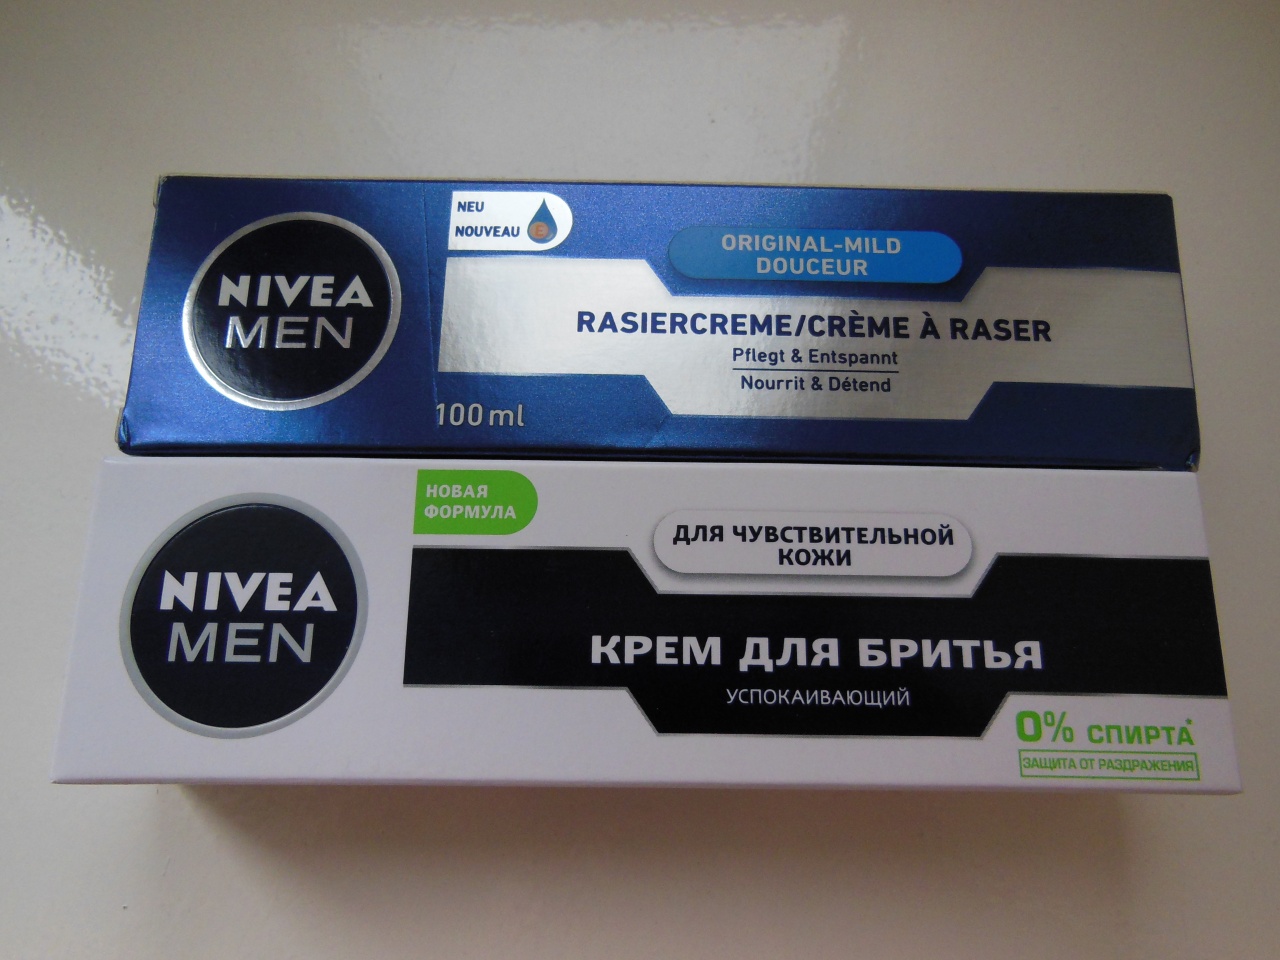 NIVEA
MEN
NEU
NOUVEAU
E
ORIGINAL-MILD
DOUCEUR
RASIERCREME/CRÈME À RASER
Pflegt & Entspannt
Nourrit & Détend
100 ml
NIVEA
MEN
НОВАЯ
ФОРМУЛА
ДЛЯ ЧУВСТВИТЕЛЬНОЙ
КОЖИ
КРЕМ ДЛЯ БРИТЬЯ
УСПОКАИВАЮЩИЙ
0% СПИРТА*
ЗАЩИТА ОТ РАЗДРАЖЕНИЯ